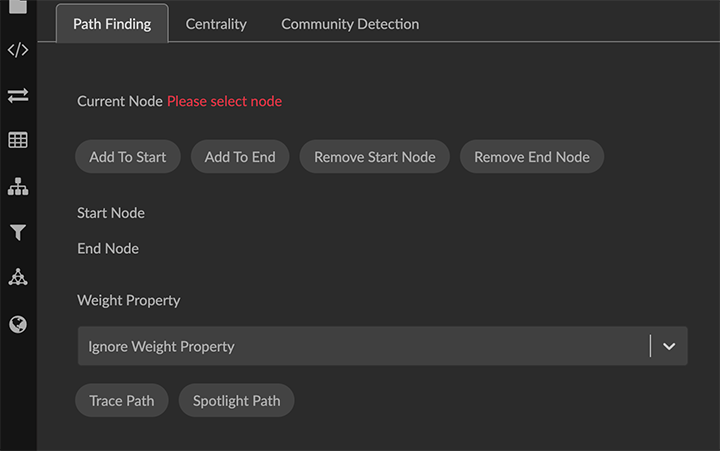 Path Finding Centrality Community Detection
Current Node Please select node
Add To Start Add To End Remove Start Node Remove End Node
Start Node
End Node
Weight Property
Ignore Weight Property
Trace Path Spotlight Path